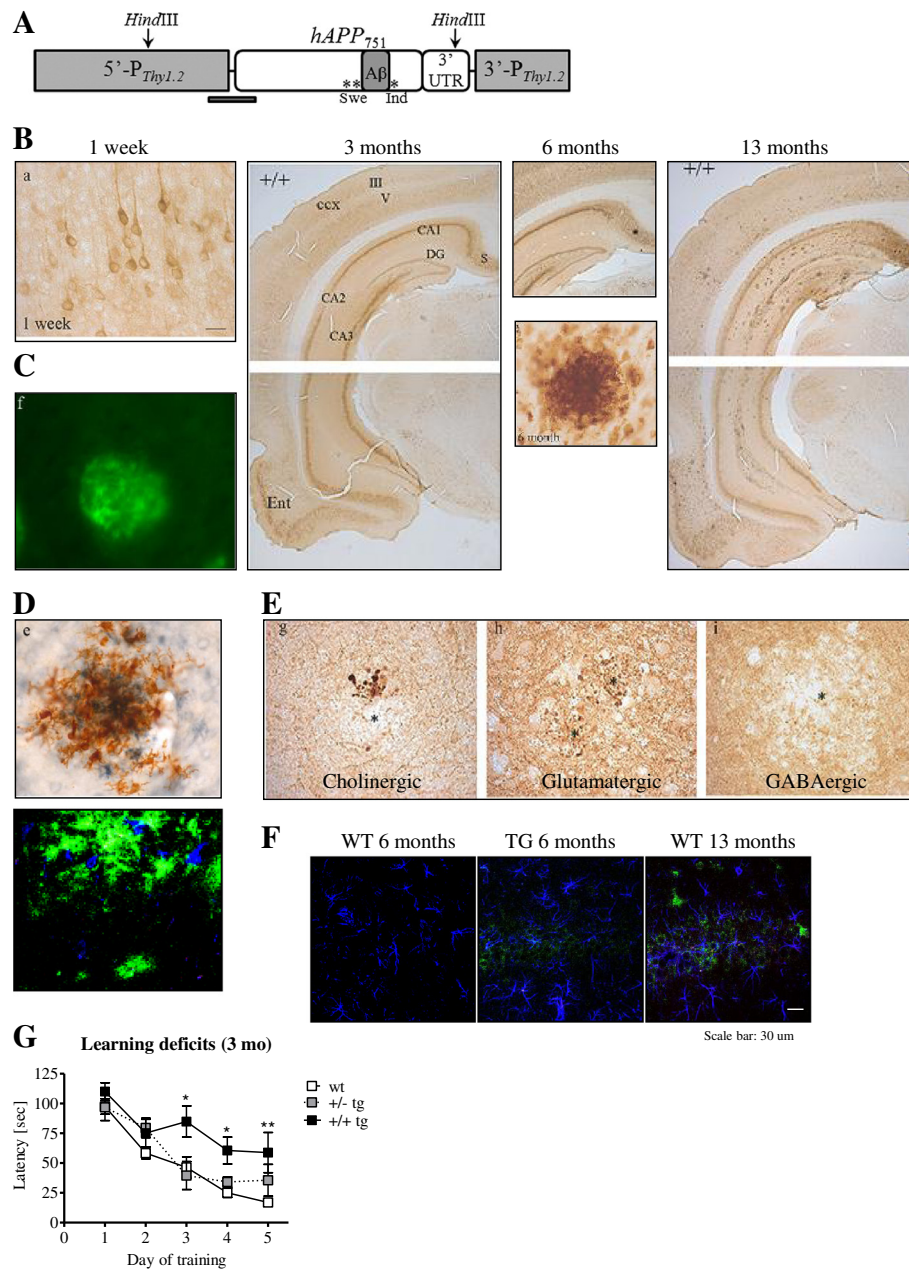 A
HindIII
HindIII
hAPP751
5’-PThy1.2
Aβ
3’
UTR
3’-PThy1.2
**
*
Swe
Ind
B
1 week
3 months
6 months
13 months
a
1 week
+/+
III
V
ccx
CA1
DG
S
CA2
CA3
Ent
*
6 month
+/+
C
f
D
e
E
g
h
i
*
*
*
*
Cholinergic
Glutamatergic
GABAergic
F
WT 6 months
TG 6 months
WT 13 months
Scale bar: 30 um
G
Learning deficits (3 mo)
125
100
75
50
25
0
Latency [sec]
*
*
**
wt
+/- tg
+/+ tg
0 1 2 3 4 5
Day of training